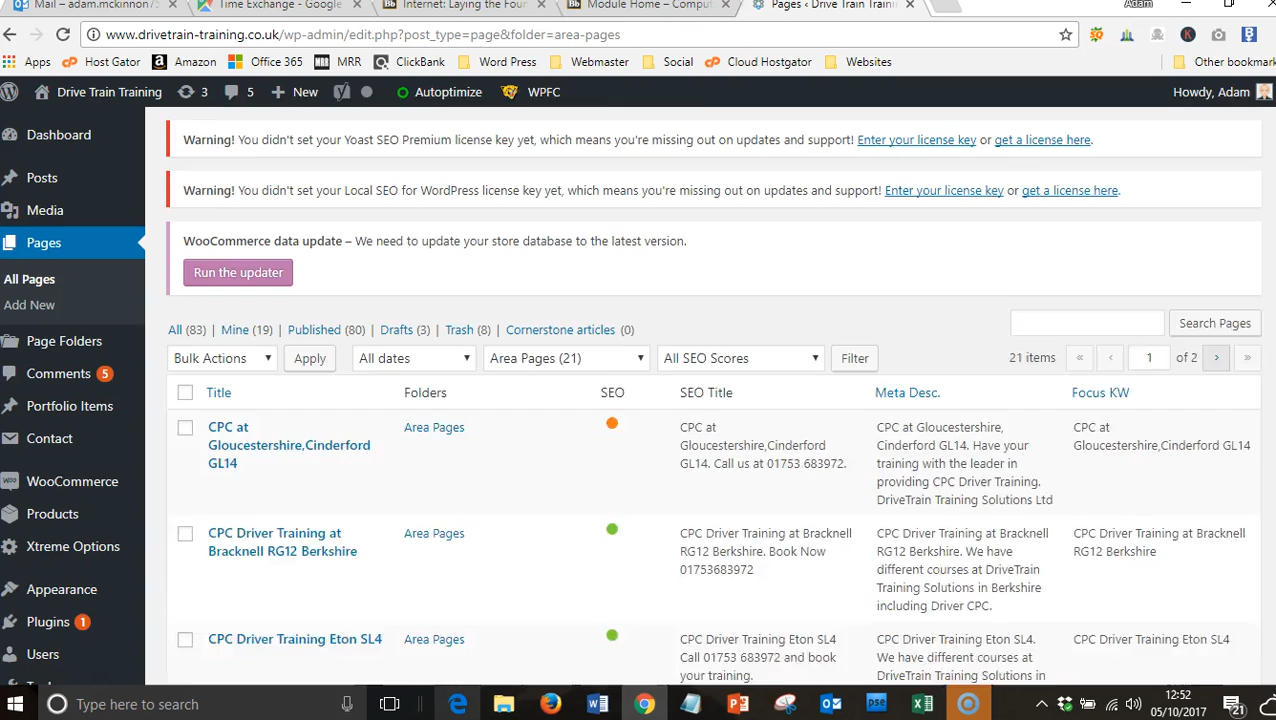 Mail – adam.mckinnon
Time Exchange - Google
Internet: Laying the Four
Module Home – Comput
Pages ‹ Drive Train Trainin
Adam
www.drivetrain-training.co.uk/wp-admin/edit.php?post_type=page&folder=area-pages
Apps
Host Gator
Amazon
Office 365
MRR
ClickBank
Word Press
Webmaster
Social
Cloud Hostgator
Websites
Other bookmark
Drive Train Training
3
5
New
Autoptimize
WPFC
Howdy, Adam
Dashboard
Posts
Media
Pages
All Pages
Add New
Page Folders
Comments 5
Portfolio Items
Contact
WooCommerce
Products
Xtreme Options
Appearance
Plugins 1
Users
Warning! You didn't set your Yoast SEO Premium license key yet, which means you're missing out on updates and support! Enter your license key or get a license here.
Warning! You didn't set your Local SEO for WordPress license key yet, which means you're missing out on updates and support! Enter your license key or get a license here.
WooCommerce data update – We need to update your store database to the latest version.
Run the updater
All (83) | Mine (19) | Published (80) | Drafts (3) | Trash (8) | Cornerstone articles (0)
Search Pages
Bulk Actions
Apply
All dates
Area Pages (21)
All SEO Scores
Filter
21 items
«
‹
1
of 2
›
»
Title
Folders
SEO
SEO Title
Meta Desc.
Focus KW
CPC at
Gloucestershire,Cinderford
GL14
Area Pages
CPC at
Gloucestershire,Cinderford
GL14. Call us at 01753 683972.
CPC at Gloucestershire,
Cinderford GL14. Have your
training with the leader in
providing CPC Driver Training.
DriveTrain Training Solutions Ltd
CPC at
Gloucestershire,Cinderford GL14
CPC Driver Training at
Bracknell RG12 Berkshire
Area Pages
CPC Driver Training at Bracknell
RG12 Berkshire. Book Now
01753683972
CPC Driver Training at Bracknell
RG12 Berkshire. We have
different courses at DriveTrain
Training Solutions in Berkshire
including Driver CPC.
CPC Driver Training at Bracknell
RG12 Berkshire
CPC Driver Training Eton SL4
Area Pages
CPC Driver Training Eton SL4
Call 01753 683972 and book
your training.
CPC Driver Training Eton SL4.
We have different courses at
DriveTrain Training Solutions in
CPC Driver Training Eton SL4
Type here to search
12:52
05/10/2017
21